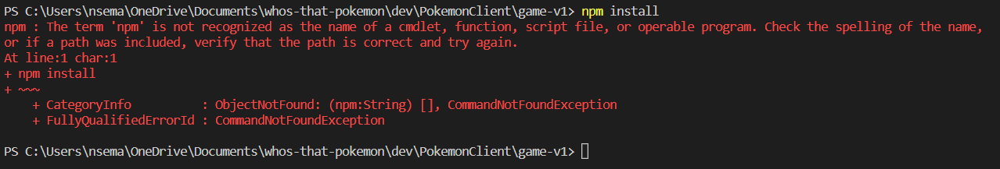 PS C:\Users\nsema\OneDrive\Documents\whos-that-pokemon\dev\PokemonClient\game-v1> npm install
npm : The term 'npm' is not recognized as the name of a cmdlet, function, script file, or operable program. Check the spelling of the name,
or if a path was included, verify that the path is correct and try again.
At line:1 char:1
+ npm install
+ ~~~
    + CategoryInfo          : ObjectNotFound: (npm:String) [], CommandNotFoundException
    + FullyQualifiedErrorId : CommandNotFoundException
PS C:\Users\nsema\OneDrive\Documents\whos-that-pokemon\dev\PokemonClient\game-v1>